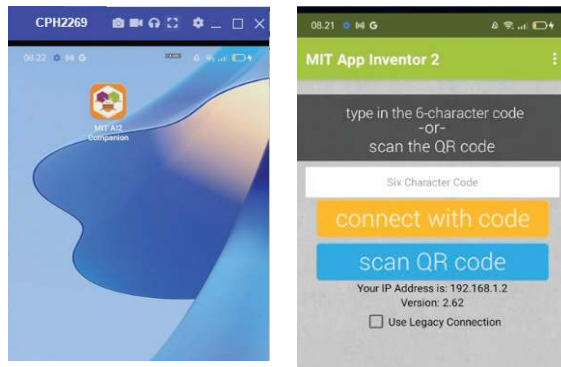 CPH2269
08.22 G
MIT AI2
Companion
08.21 G
MIT App Inventor 2
type in the 6-character code
-or-
scan the QR code
Six Character Code
connect with code
scan QR code
Your IP Address is: 192.168.1.2
Version: 2.62
Use Legacy Connection